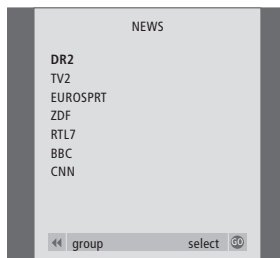 NEWS
DR2
TV2
EUROSPRT
ZDF
RTL7
BBC
CNN
group select GO